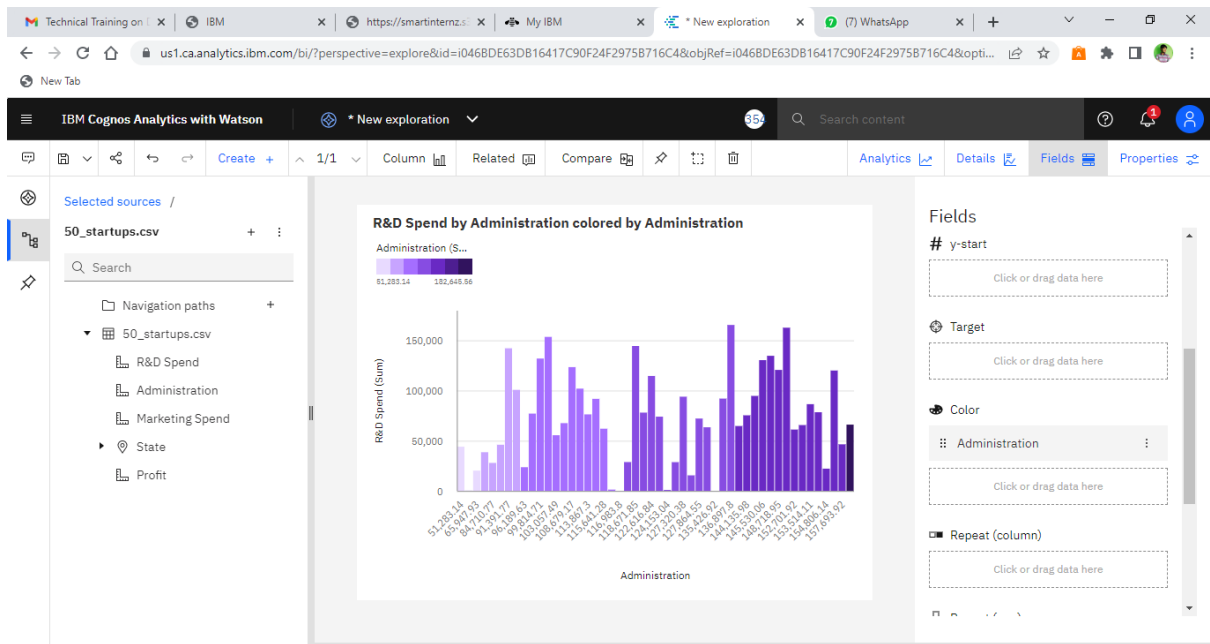 Technical Training on I
IBM
https://smartinternz.s3
My IBM
* New exploration
(7) WhatsApp
us1.ca.analytics.ibm.com/bi/?perspective=explore&id=i046BDE63DB16417C90F24F2975B716C4&objRef=i046BDE63DB16417C90F24F2975B716C4&opti...
New Tab
IBM Cognos Analytics with Watson
* New exploration
354
Search content
1
Create +
1/1
Column
Related
Compare
Analytics
Details
Fields
Properties
Selected sources /
50_startups.csv
Search
Navigation paths
50_startups.csv
R&D Spend
Administration
Marketing Spend
State
Profit
R&D Spend by Administration colored by Administration
Administration (S...
51,283.14 182,645.56
R&D Spend (Sum)
150,000
100,000
50,000
0
51,283.14
65,947.93
84,710.77
91,391.77
96,189.63
99,814.71
103,057.49
108,679.17
113,867.3
115,641.28
116,983.8
118,671.85
122,616.84
124,153.04
127,320.38
127,864.55
135,426.92
136,897.8
144,135.98
145,530.06
148,718.95
152,701.92
153,514.11
154,806.14
157,693.92
Administration
Fields
# y-start
Click or drag data here
Target
Click or drag data here
Color
Administration
Click or drag data here
Repeat (column)
Click or drag data here